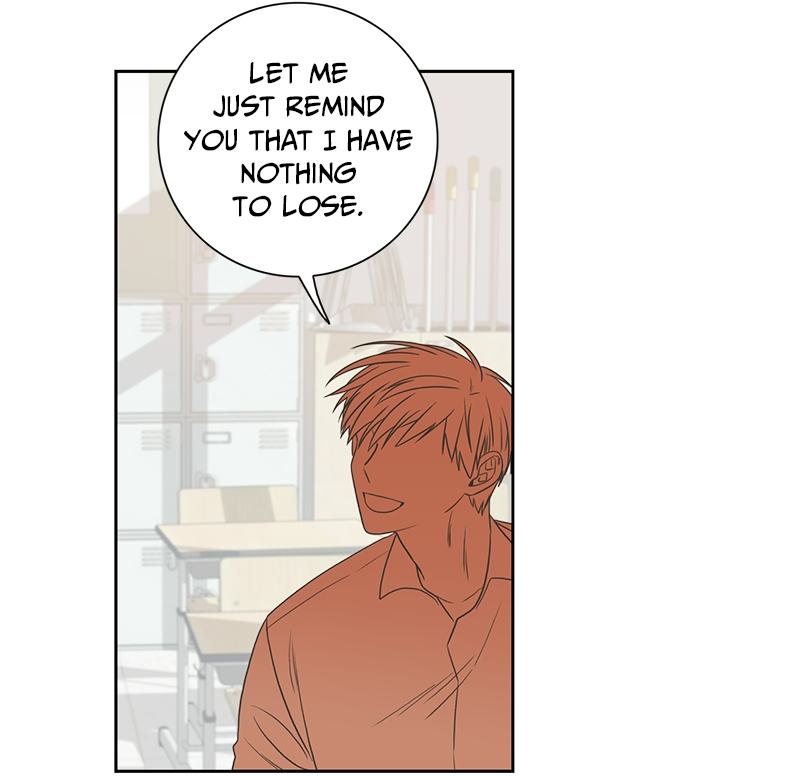 LET ME
JUST REMIND
YOU THAT I HAVE
NOTHING
TO LOSE.